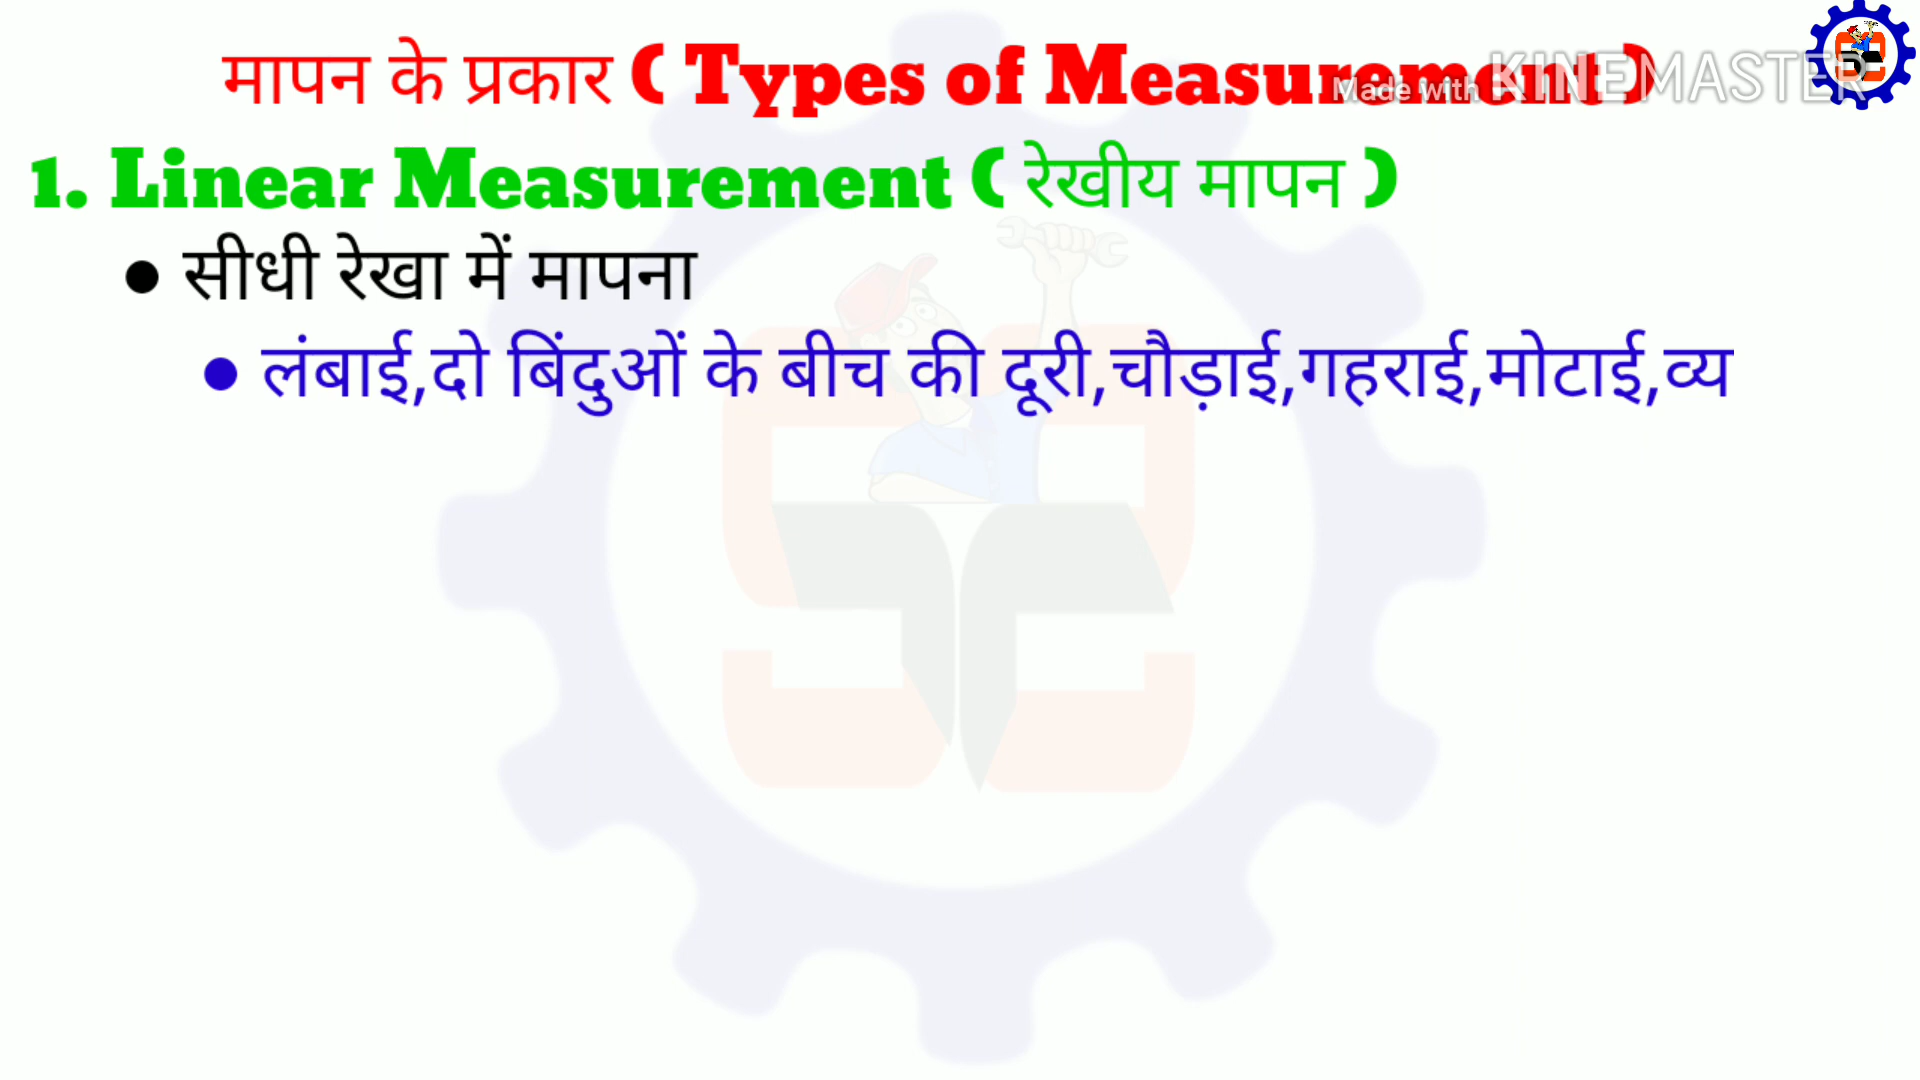 मापन के प्रकार ( Types of Measurement )
Made with KINEMASTER
1. Linear Measurement ( रेखीय मापन )
● सीधी रेखा में मापना
● लंबाई,दो बिंदुओं के बीच की दूरी,चौड़ाई,गहराई,मोटाई,व्य